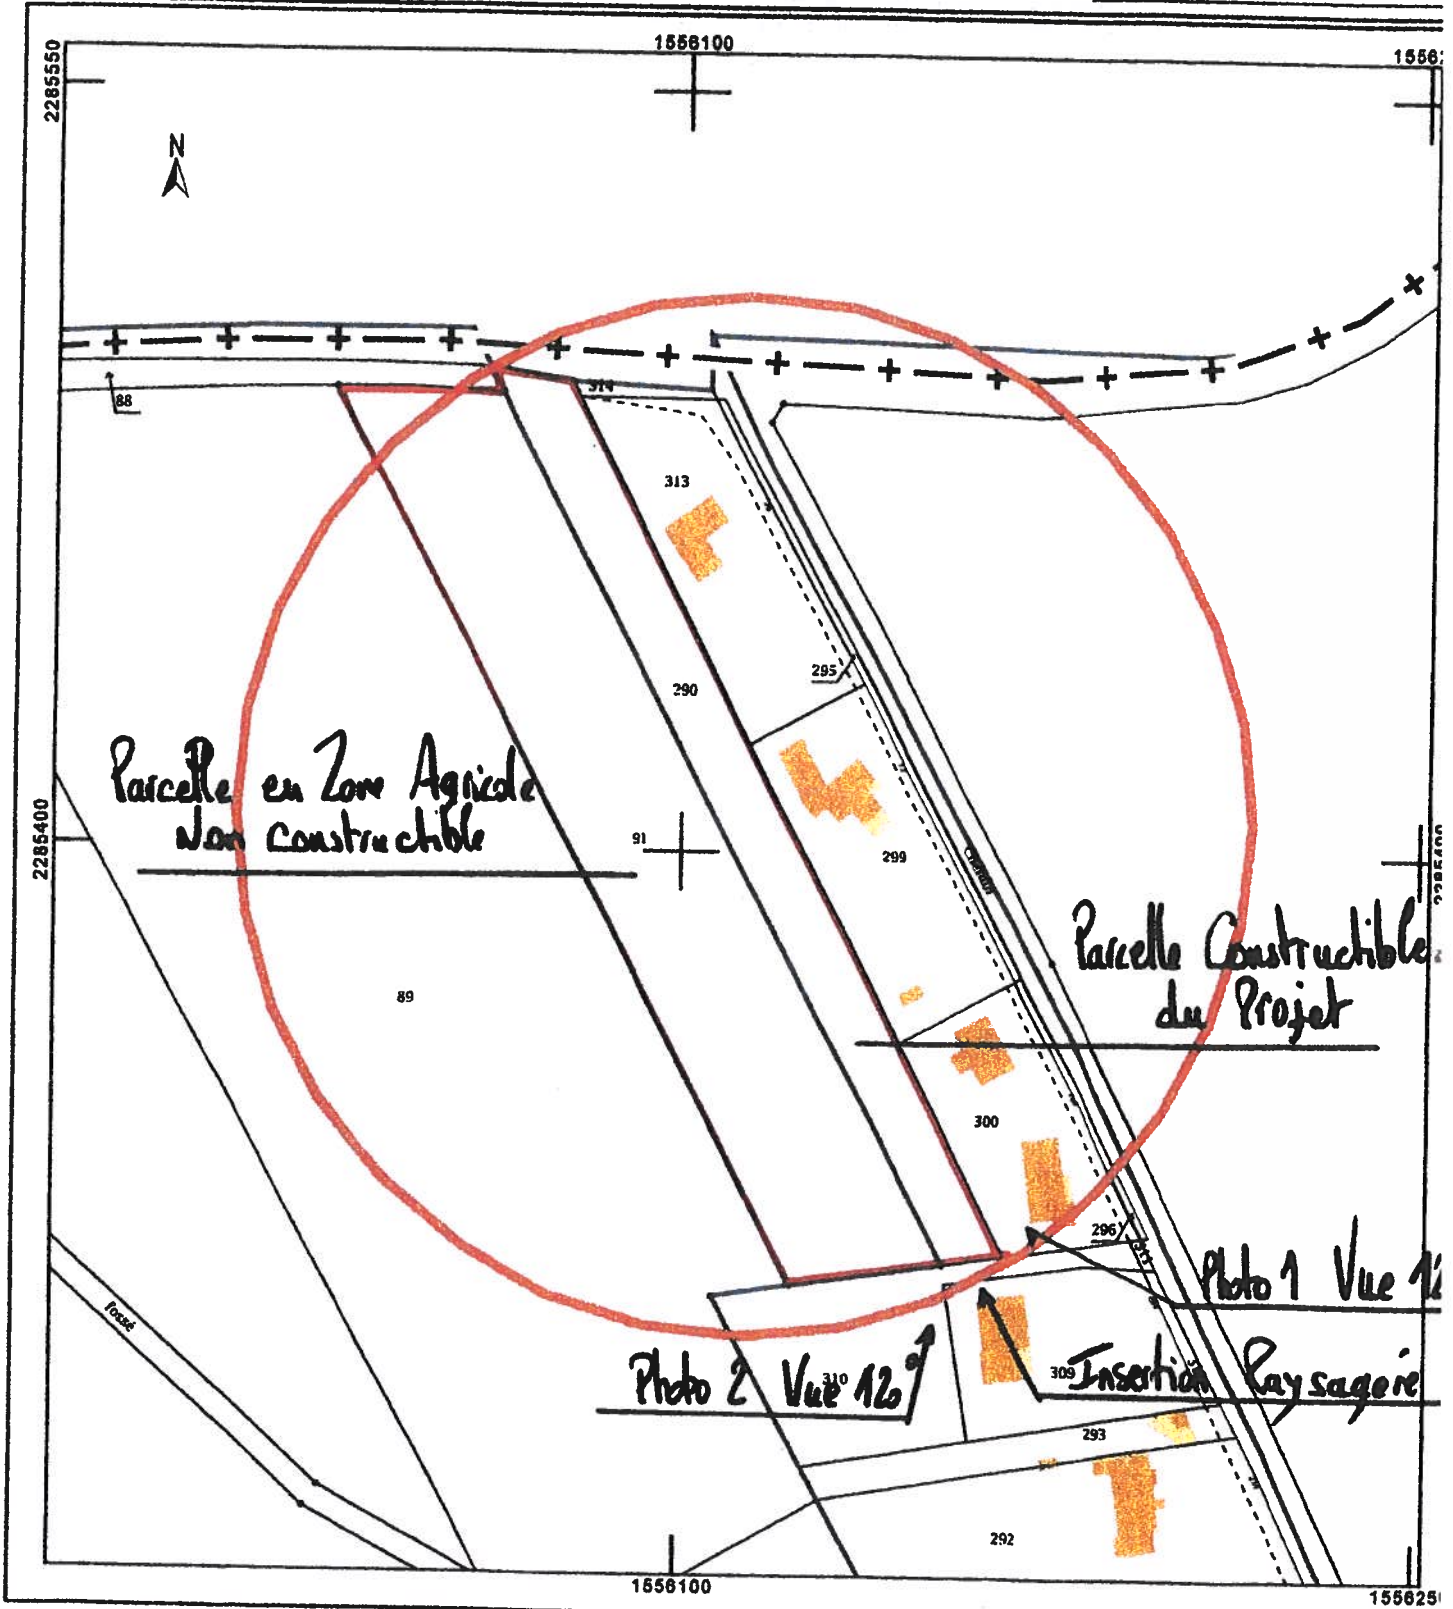 1556100
2285550
N
88
314
313
295
290
Parcelle en Zone Agricole
Non Constructible
2285400
91
299
Chemin
Parcelle Constructible
du Projet
89
300
296
Photo 1 Vue 12
fossé
Photo 2 Vue 120°
310
309
Insertion Paysagère
293
292
1556100